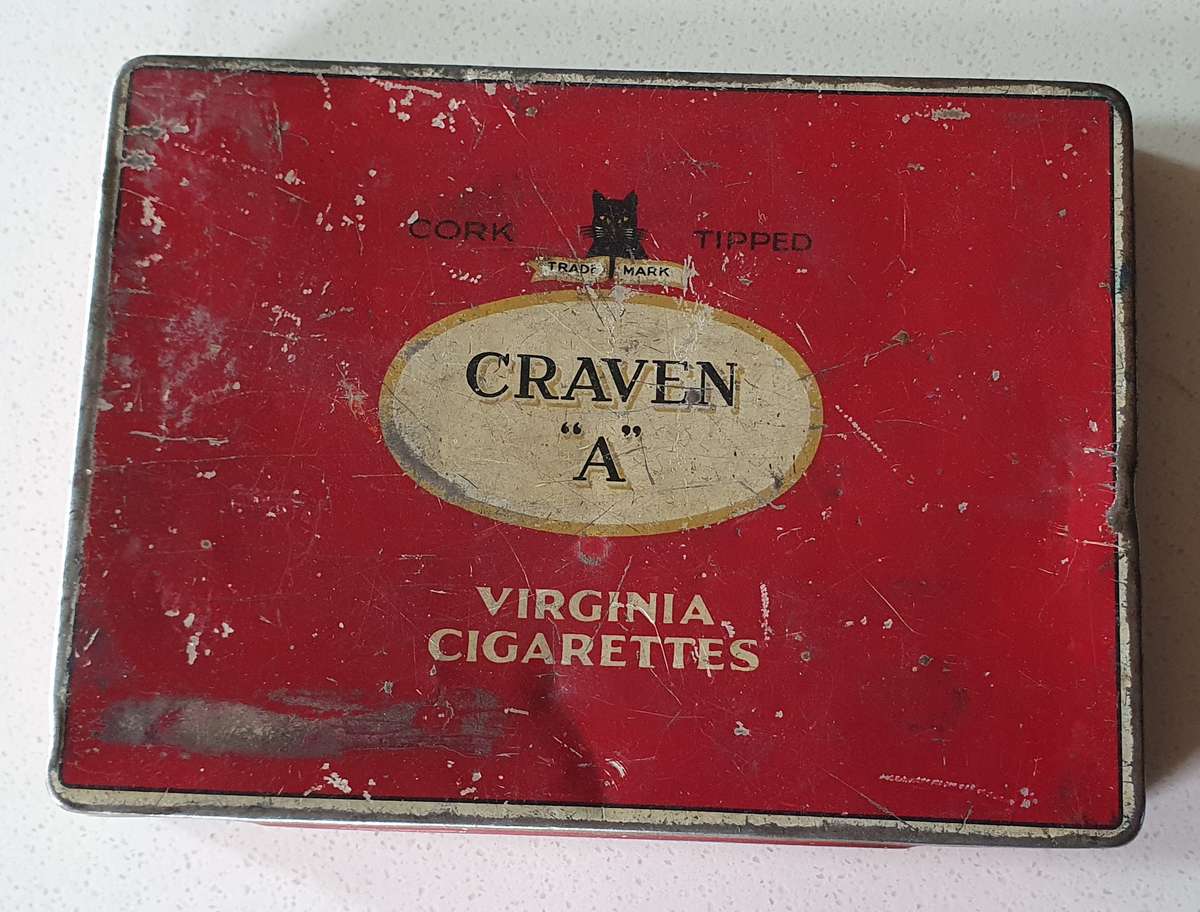 CORK TIPPED
TRADE MARK
CRAVEN
“A”
VIRGINIA
CIGARETTES